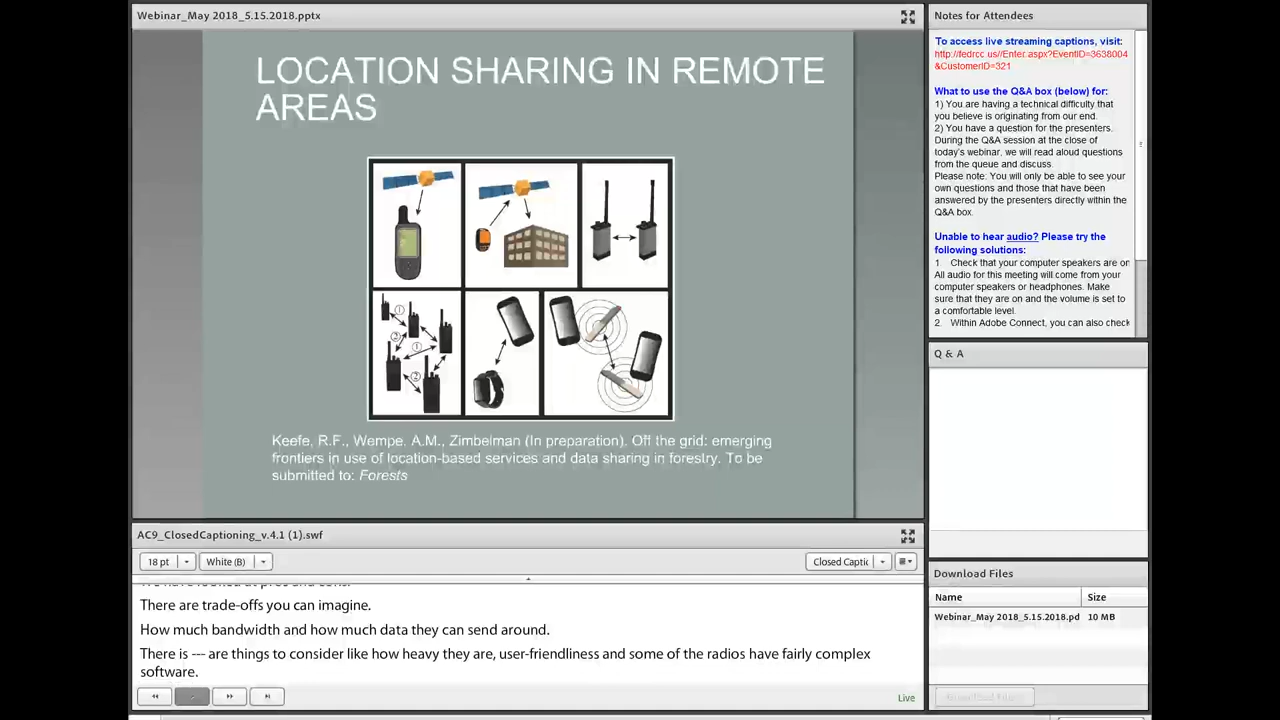 Webinar_May 2018_5.15.2018.pptx
LOCATION SHARING IN REMOTE
AREAS
1
2
1
2
Keefe, R.F., Wempe, A.M., Zimbelman (In preparation). Off the grid: emerging
frontiers in use of location-based services and data sharing in forestry. To be
submitted to: Forests
AC9_ClosedCaptioning_v.4.1 (1).swf
18 pt
White (B)
Closed Captic
There are trade-offs you can imagine.
How much bandwidth and how much data they can send around.
There is --- are things to consider like how heavy they are, user-friendliness and some of the radios have fairly complex
software.
Live
Notes for Attendees
To access live streaming captions, visit:
http://fedrcc.us//Enter.aspx?EventID=3638004
&CustomerID=321
What to use the Q&A box (below) for:
1) You are having a technical difficulty that
you believe is originating from our end.
2) You have a question for the presenters.
During the Q&A session at the close of
today's webinar, we will read aloud questions
from the queue and discuss.
Please note: You will only be able to see your
own questions and those that have been
answered by the presenters directly within the
Q&A box.
Unable to hear audio? Please try the
following solutions:
1. Check that your computer speakers are on
All audio for this meeting will come from your
computer speakers or headphones. Make
sure that they are on and the volume is set to
a comfortable level.
2. Within Adobe Connect, you can also check
Q & A
Download Files
Name Size
Webinar_May 2018_5.15.2018.pd 10 MB